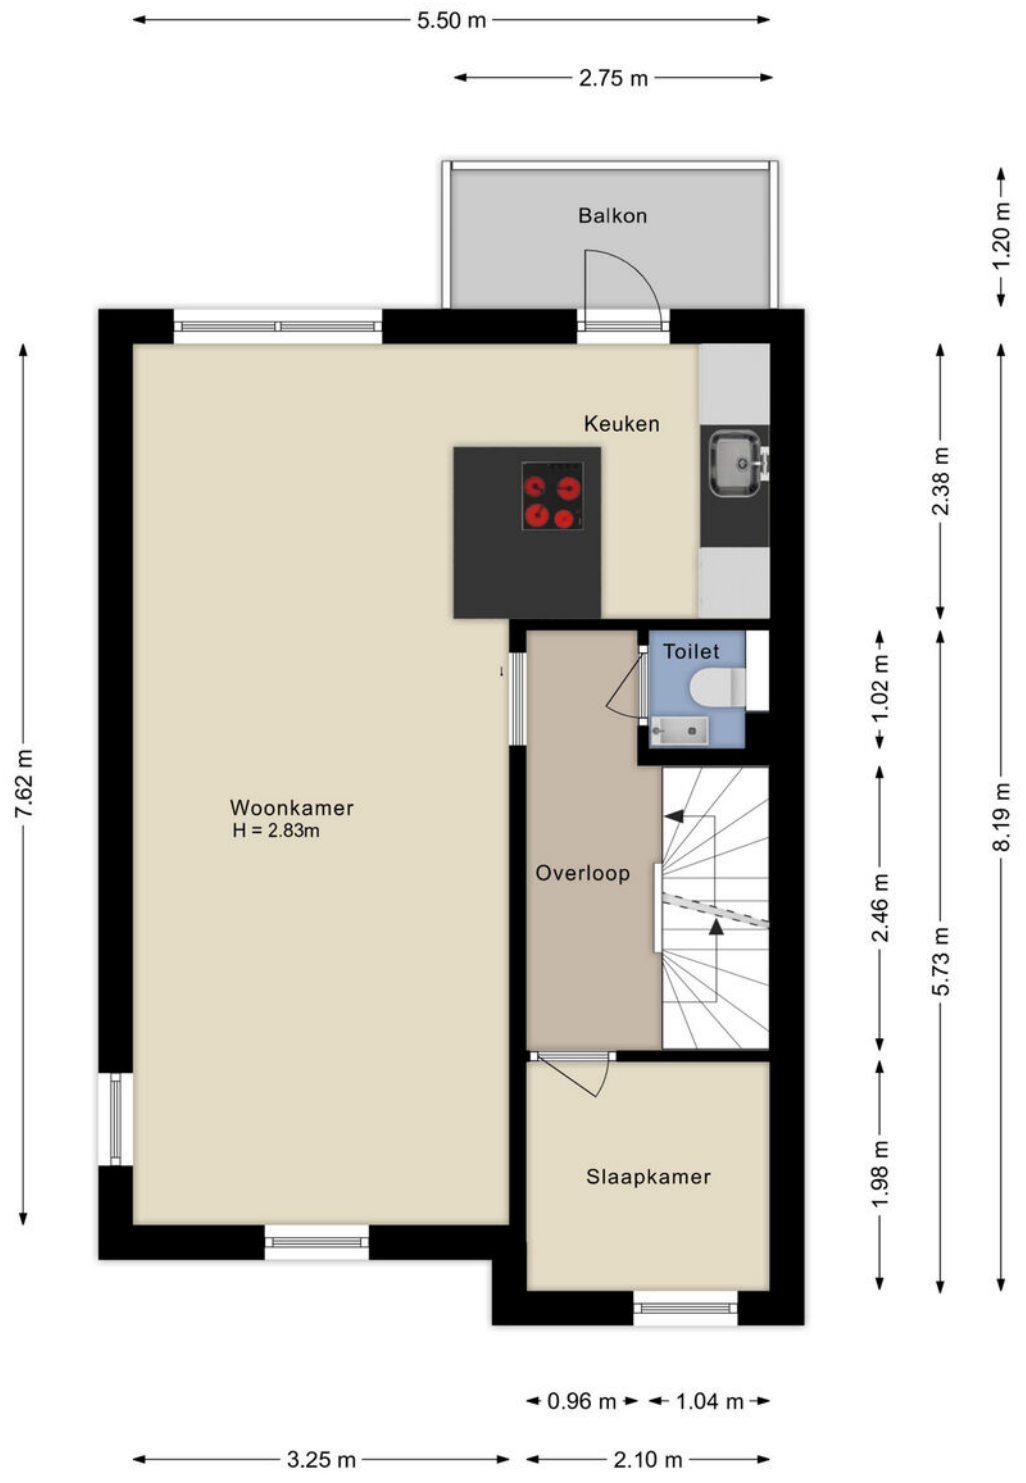 5.50 m
2.75 m
Balkon
1.20 m
Keuken
2.38 m
Toilet
1.02 m
7.62 m
Woonkamer
H = 2.83m
8.19 m
Overloop
2.46 m
5.73 m
Slaapkamer
1.98 m
0.96 m
1.04 m
3.25 m
2.10 m